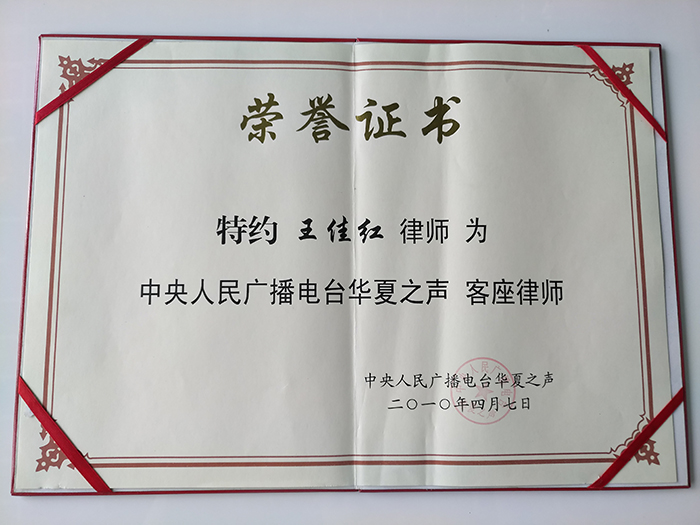 荣誉证书
特约 王佳红 律师 为
中央人民广播电台华夏之声 客座律师
中央人民广播电台华夏之声
二〇一〇年四月七日